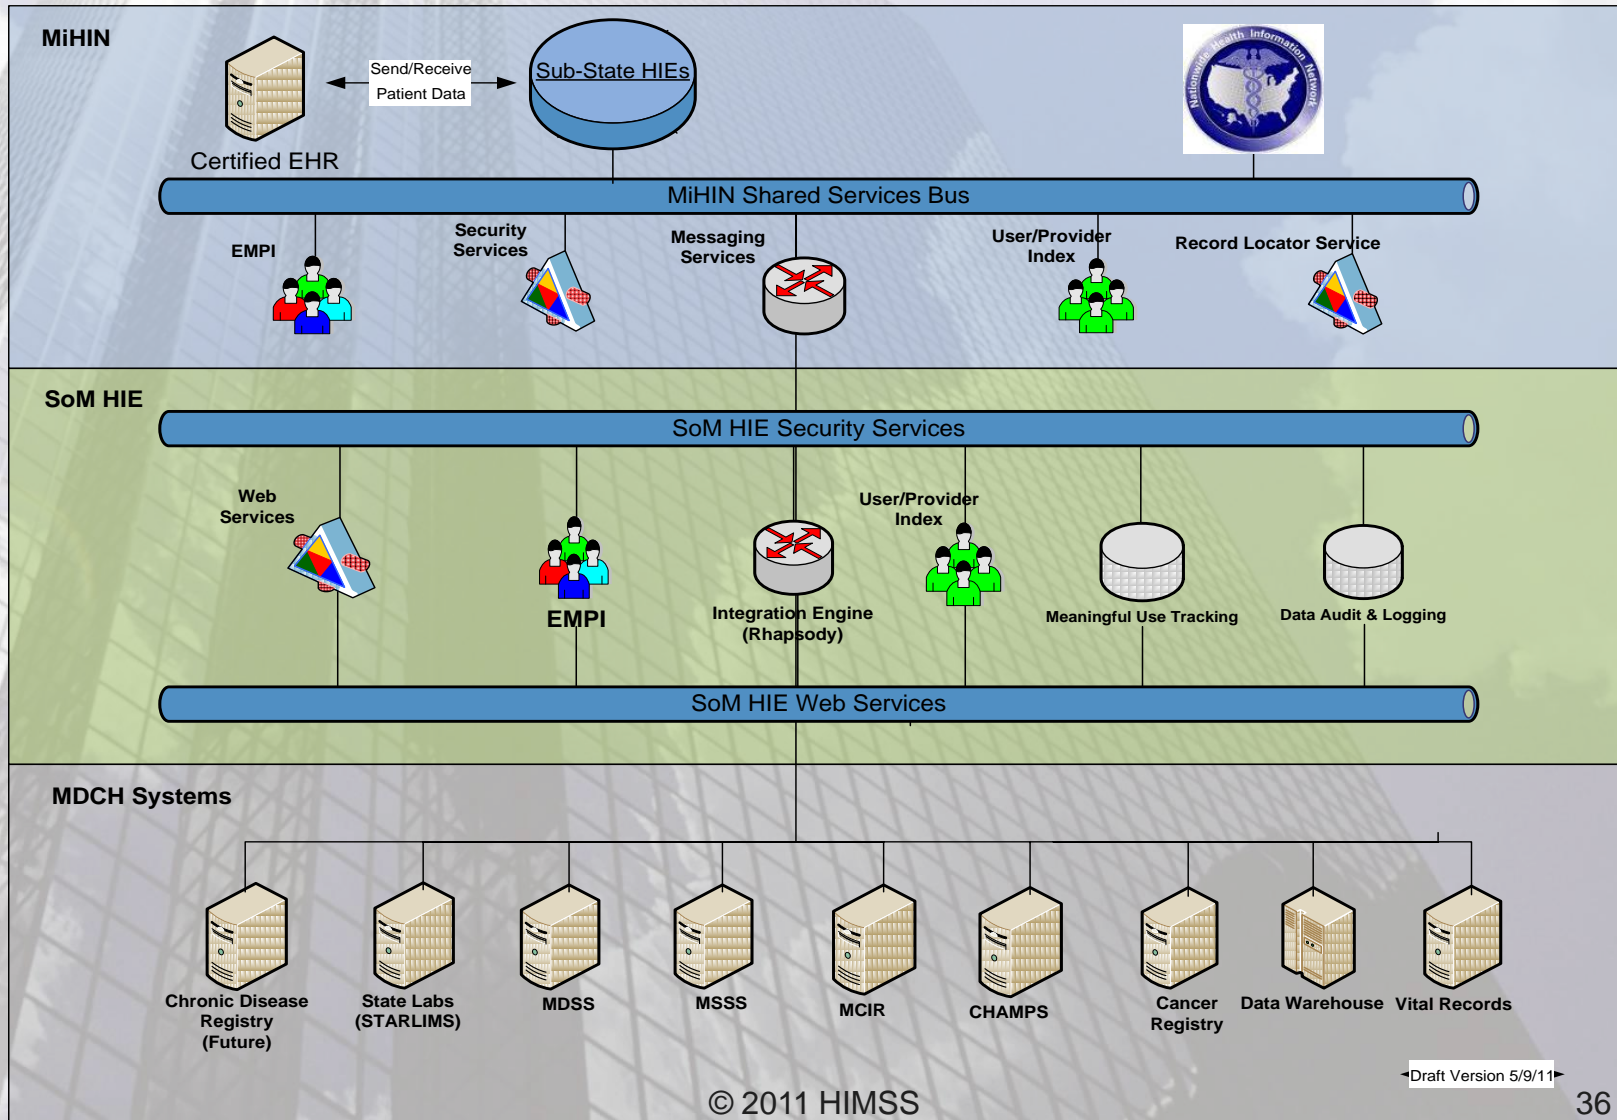 MiHIN
Send/Receive
Patient Data
Sub-State HIEs
Nationwide Health Information Network
Certified EHR
MiHIN Shared Services Bus
EMPI
Security
Services
Messaging
Services
User/Provider
Index
Record Locator Service
SoM HIE
SoM HIE Security Services
Web
Services
EMPI
Integration Engine
(Rhapsody)
User/Provider
Index
Meaningful Use Tracking
Data Audit & Logging
SoM HIE Web Services
MDCH Systems
Chronic Disease
Registry
(Future)
State Labs
(STARLIMS)
MDSS
MSSS
MCIR
CHAMPS
Cancer
Registry
Data Warehouse
Vital Records
Draft Version 5/9/11
© 2011 HIMSS
36